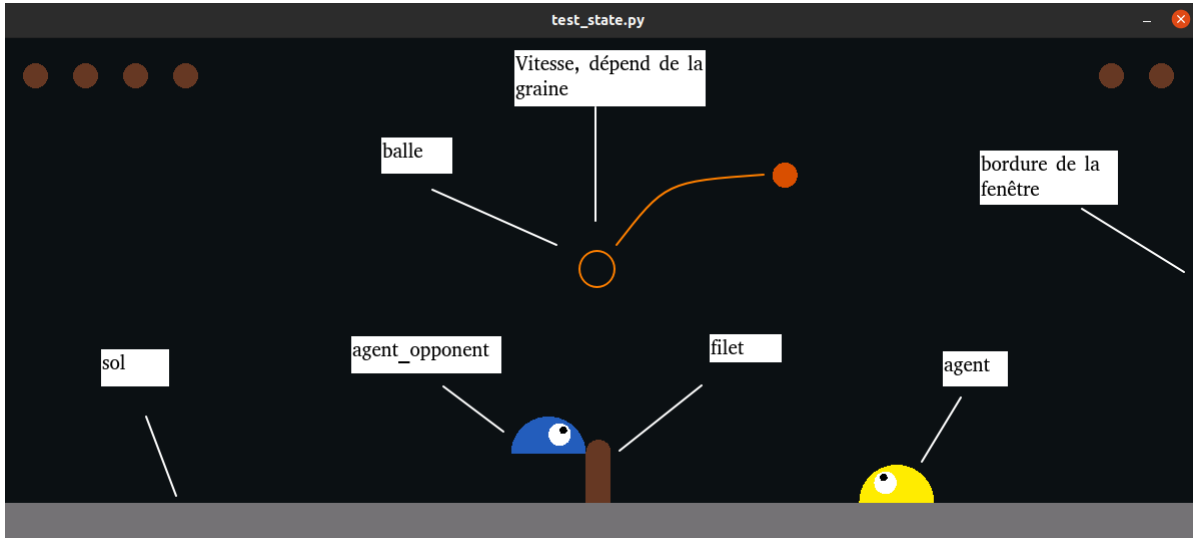 test_state.py
Vitesse, dépend de la
graine
balle
bordure de la
fenêtre
agent_opponent
filet
sol
agent